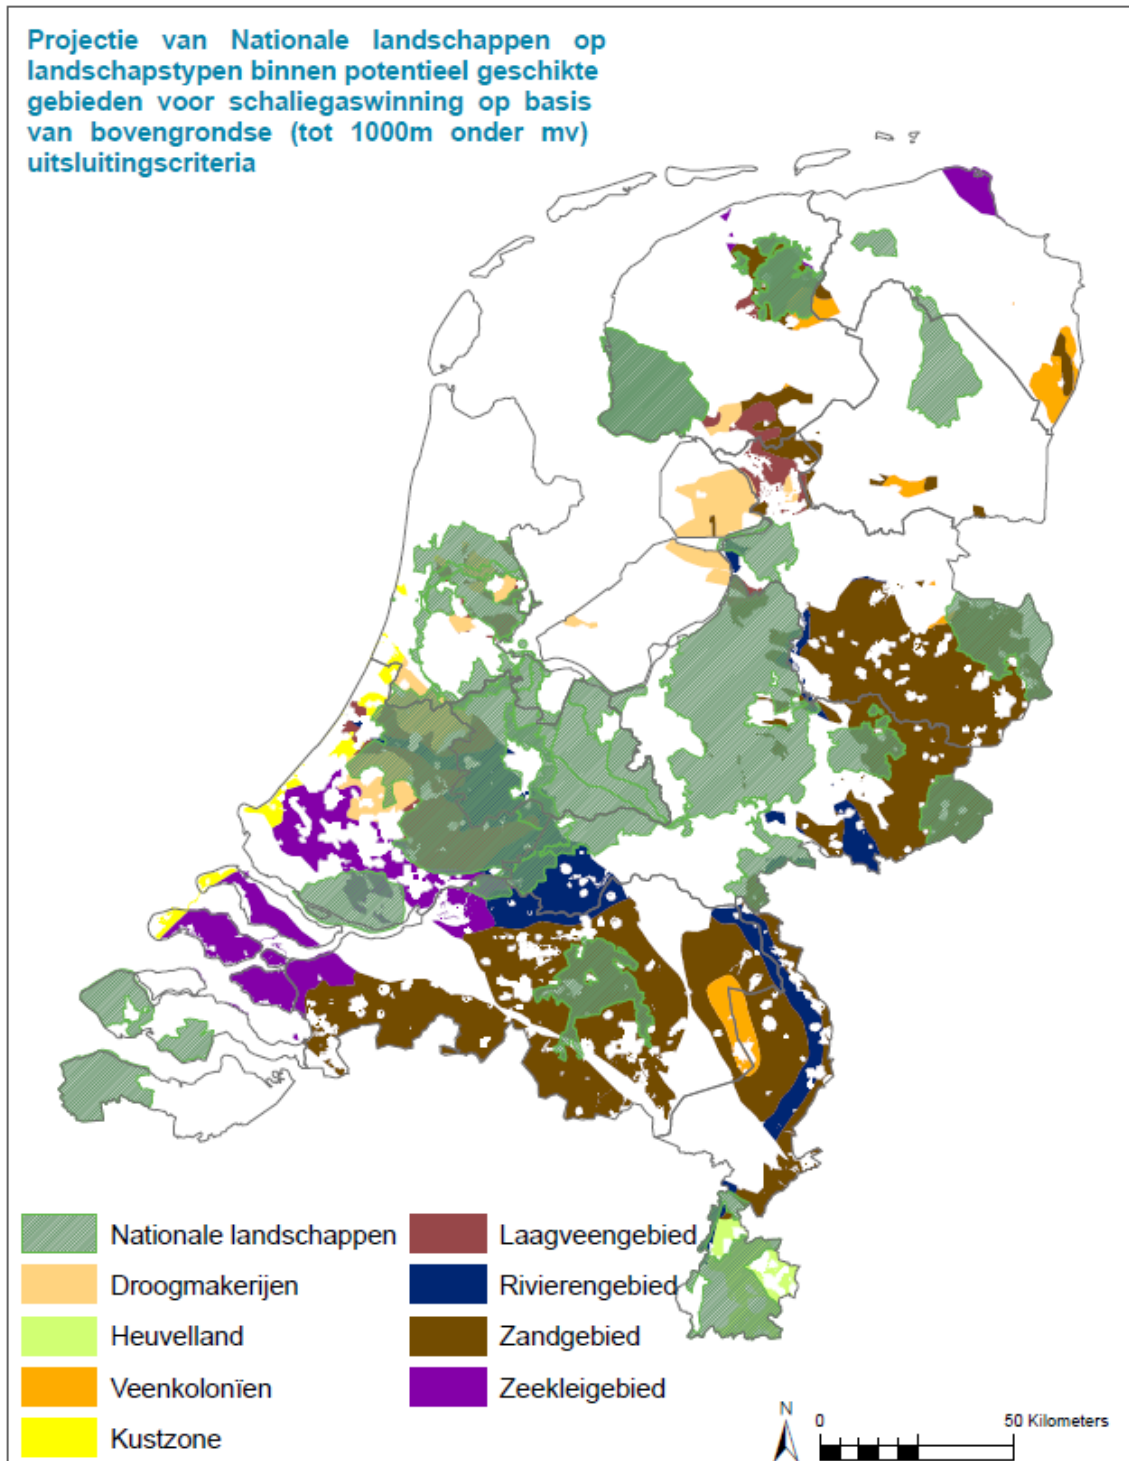 Projectie van Nationale landschappen op
landschapstypen binnen potentieel geschikte
gebieden voor schaliegaswinning op basis
van bovengrondse (tot 1000m onder mv)
uitsluitingscriteria
Nationale landschappen
Droogmakerijen
Heuvelland
Veenkolonïen
Kustzone
Laagveengebied
Rivierengebied
Zandgebied
Zeekleigebied
N
0 50 Kilometers